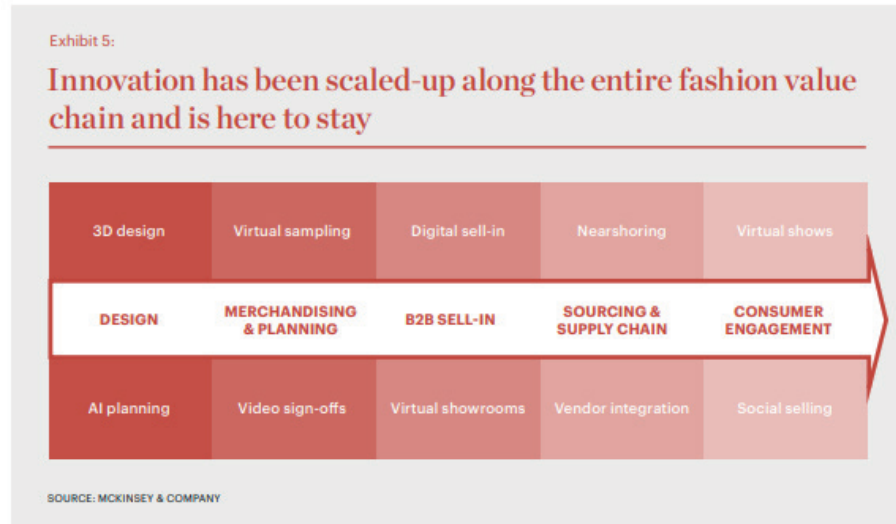 Exhibit 5:
Innovation has been scaled-up along the entire fashion value
chain and is here to stay
3D design
Virtual sampling
Digital sell-in
Nearshoring
Virtual shows
DESIGN
MERCHANDISING
& PLANNING
B2B SELL-IN
SOURCING &
SUPPLY CHAIN
CONSUMER
ENGAGEMENT
AI planning
Video sign-offs
Virtual showrooms
Vendor integration
Social selling
SOURCE: MCKINSEY & COMPANY